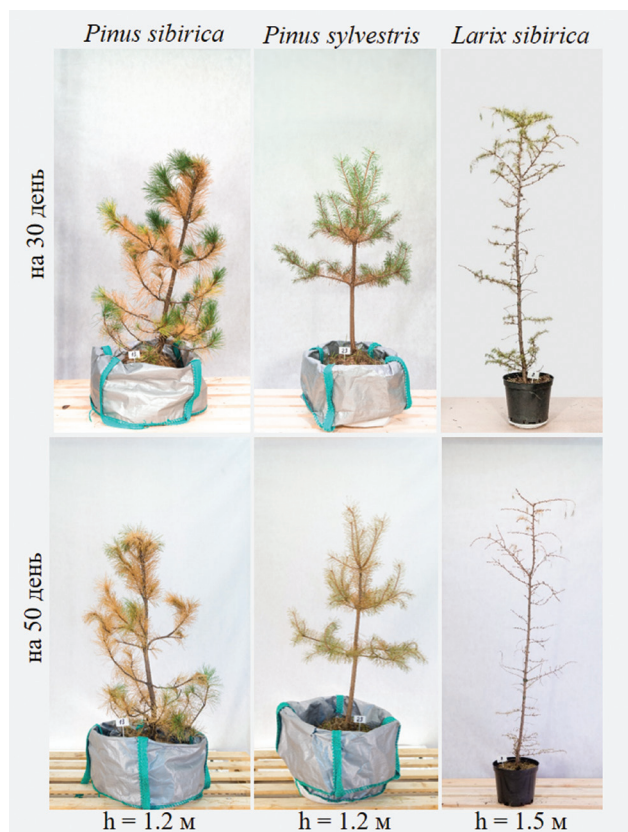 Pinus sibirica Pinus sylvestris Larix sibirica
на 30 день
на 50 день
h = 1.2 м h = 1.2 м h = 1.5 м